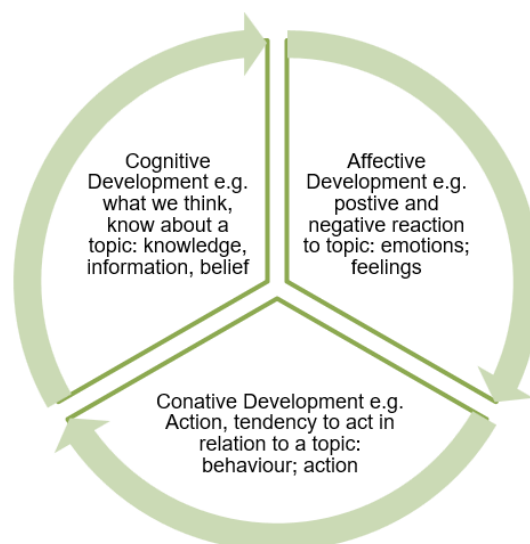 Cognitive
Development e.g.
what we think,
know about a
topic: knowledge,
information, belief
Affective
Development e.g.
postive and
negative reaction
to topic: emotions;
feelings
Conative Development e.g.
Action, tendency to act in
relation to a topic:
behaviour; action